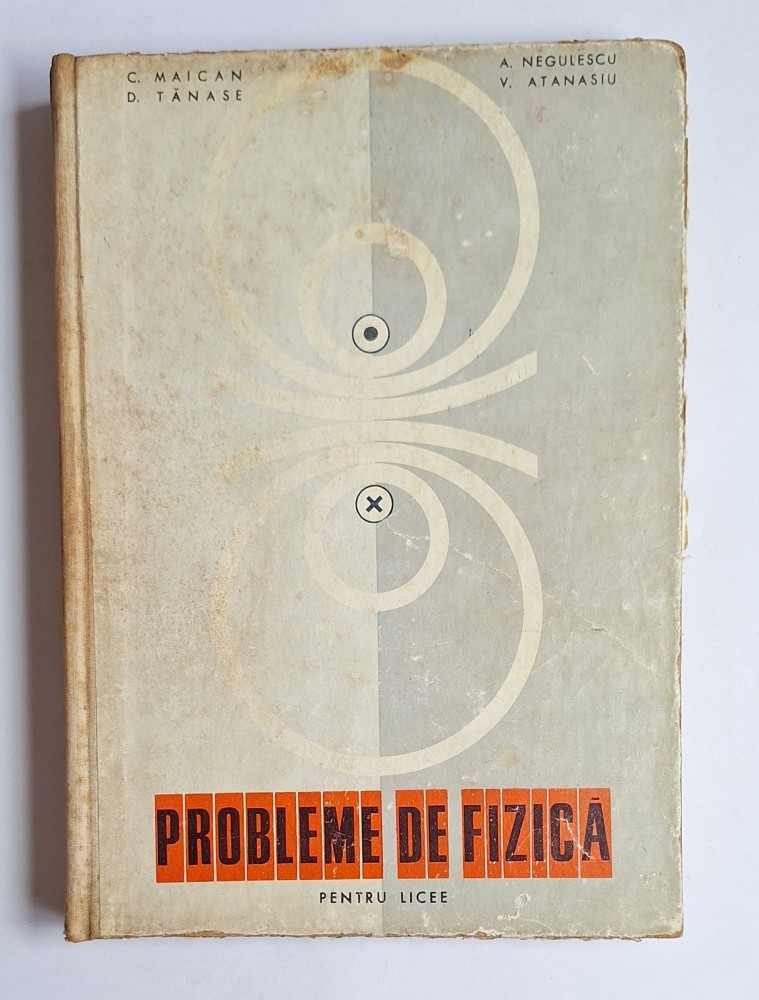 C. MAICAN
D. TĂNASE
A. NEGULESCU
V. ATANASIU
PROBLEME DE FIZICĂ
PENTRU LICEE